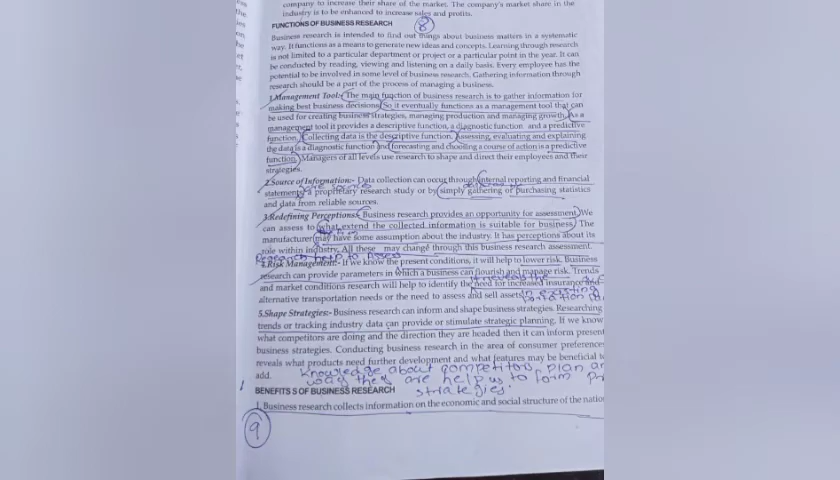 company to increase their share of the market. The company's market share in the
industry is to be enhanced to increase sales and profits.
FUNCTIONS OF BUSINESS RESEARCH
8
Business research is intended to find out things about business matters in a systematic
way. It functions as a means to generate new ideas and concepts. Learning through research
is not limited to a particular department or project or a particular point in the year. It can
be conducted by reading, viewing and listening on a daily basis. Every employee has the
potential to be involved in some level of business research. Gathering information through
research should be a part of the process of managing a business.
1.Management Tool: The main function of business research is to gather information for
making best business decisions. So it eventually functions as a management tool that can
be used for creating business strategies, managing production and managing growth. As a
management tool it provides a descriptive function, a diagnostic function and a predictive
function. Collecting data is the descriptive function. Assessing, evaluating and explaining
the data is a diagnostic function and forecasting and choosing a course of action is a predictive
function. Managers of all levels use research to shape and direct their employees and their
strategies.
2.Source of Information:- Data collection can occur through internal reporting and financial
statements, a proprietary research study or by simply gathering or purchasing statistics
and data from reliable sources.
3.Redefining Perceptions:- Business research provides an opportunity for assessment. We
can assess to what extend the collected information is suitable for business. The
manufacturer may have some assumption about the industry. It has perceptions about its
role within industry. All these may change through this business research assessment.
Research help to Assess
4.Risk Management:- If we know the present conditions, it will help to lower risk. Business
research can provide parameters in which a business can flourish and manage risk. Trends
it reveals the
and market conditions research will help to identify the need for increased insurance and
alternative transportation needs or the need to assess and sell assets
in existing
5.Shape Strategies:- Business research can inform and shape business strategies. Researching
trends or tracking industry data can provide or stimulate strategic planning. If we know
what competitors are doing and the direction they are headed then it can inform present
business strategies. Conducting business research in the area of consumer preferences
reveals what products need further development and what features may be beneficial to
add.
knowledge about competitors plan an
way they are help us to form pr
strategies.
BENEFITS S OF BUSINESS RESEARCH
1. Business research collects information on the economic and social structure of the nation
9